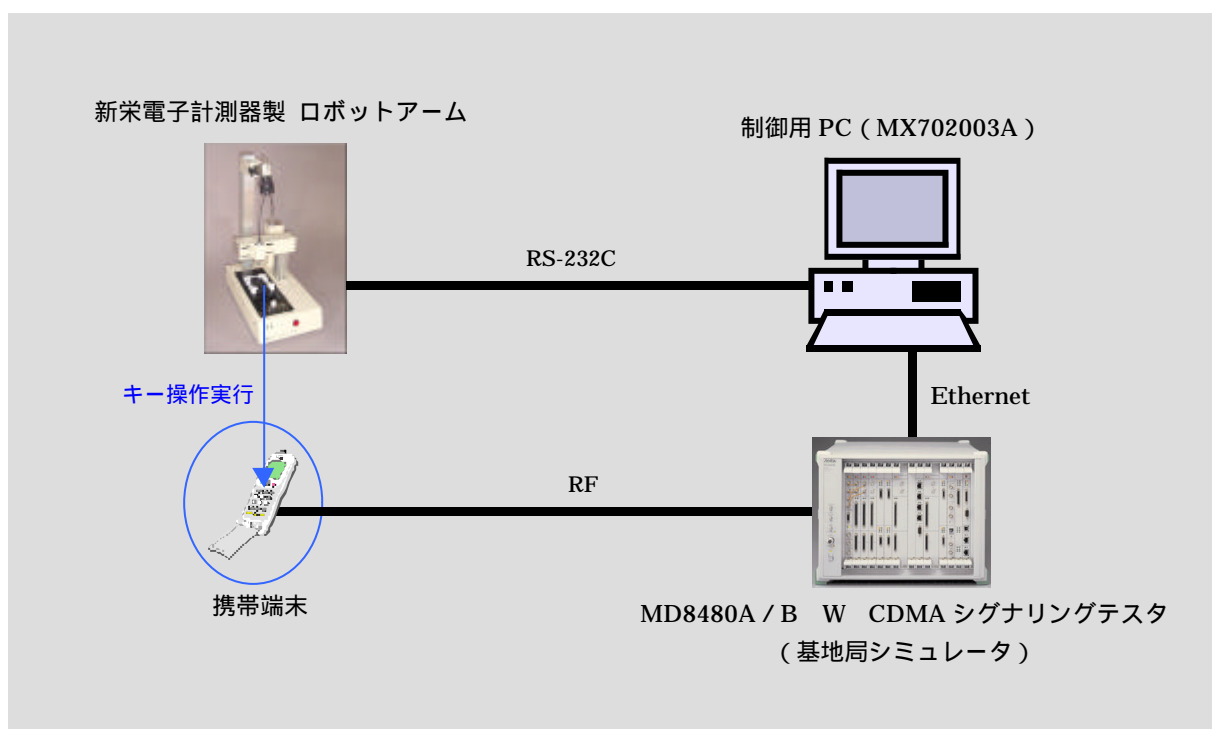 新栄電子計測器製 ロボットアーム
制御用 PC ( MX702003A )
RS-232C
キー操作実行
Ethernet
RF
携帯端末
MD8480A / B W CDMA シグナリングテスタ
( 基地局シミュレータ )